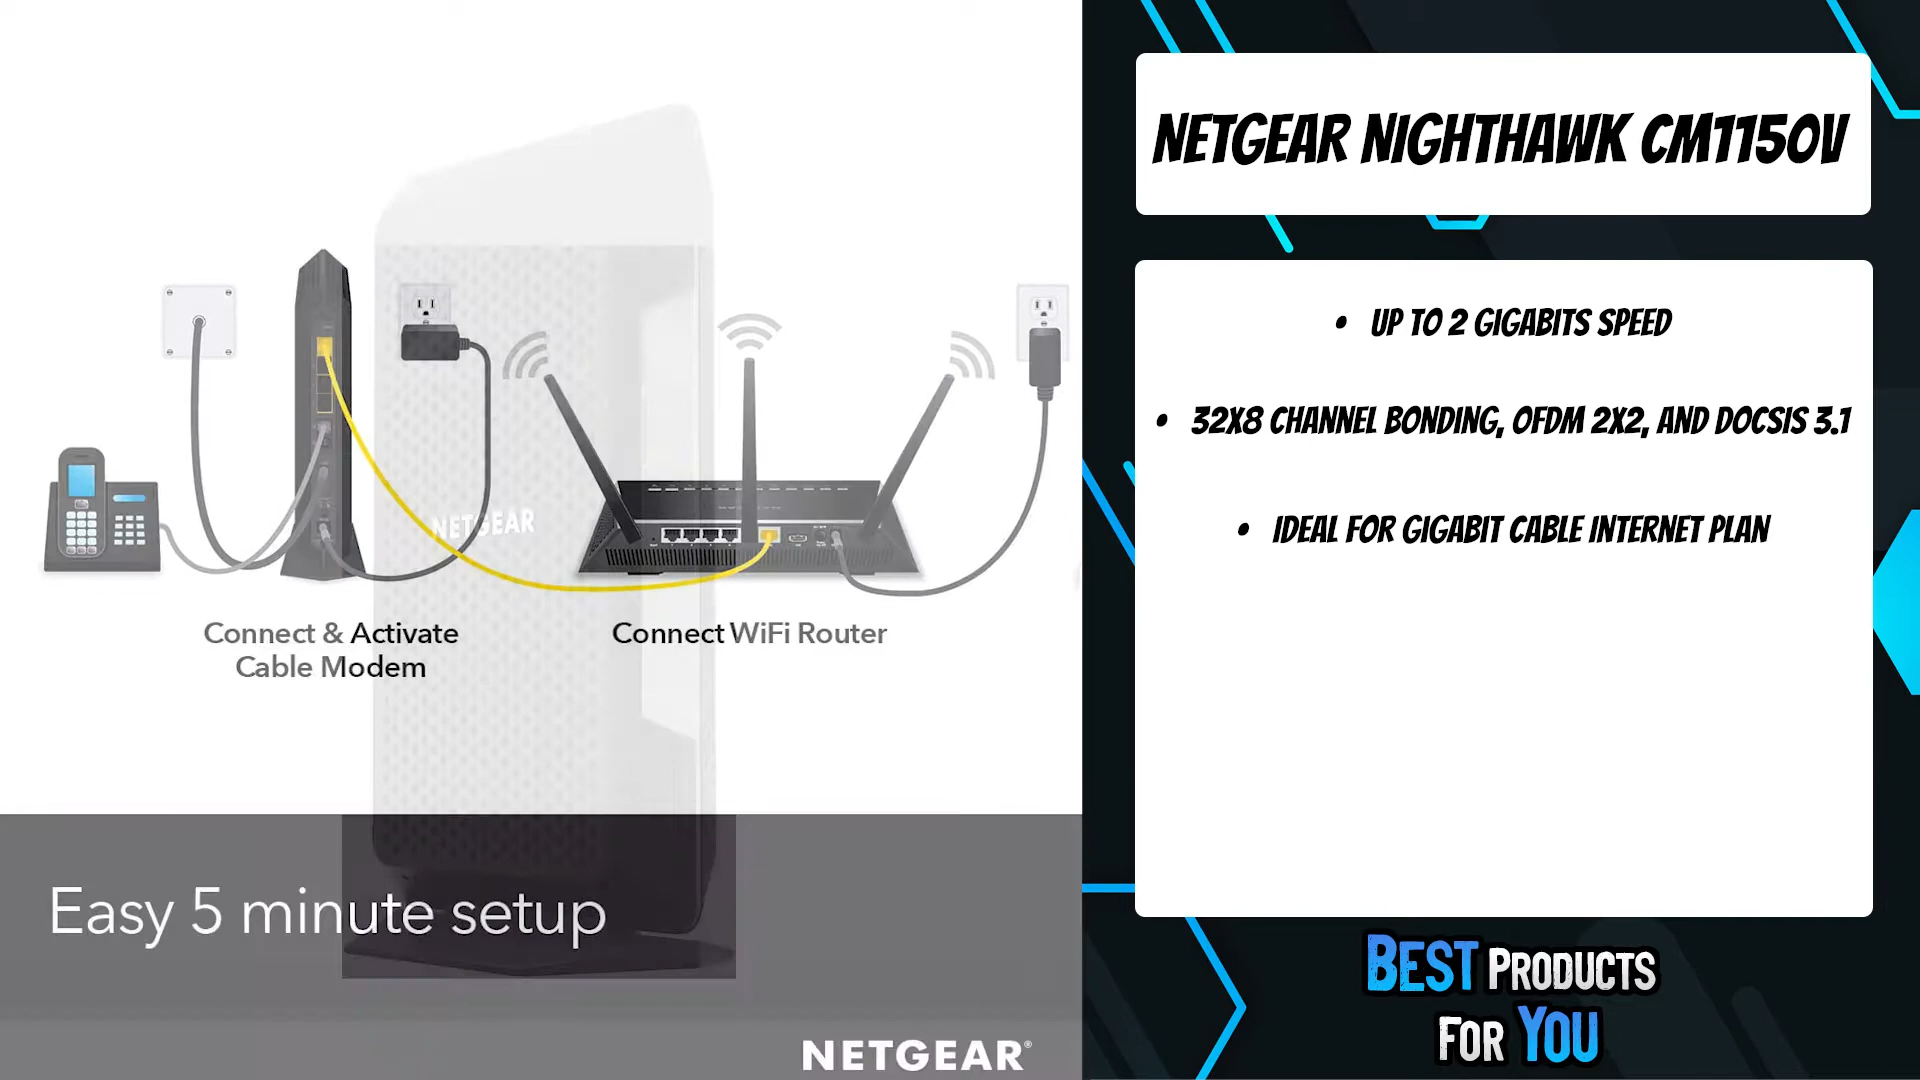 NETGEAR NIGHTHAWK CM1150V
• UP TO 2 GIGABITS SPEED
• 32X8 CHANNEL BONDING, OFDM 2X2, AND DOCSIS 3.1
• IDEAL FOR GIGABIT CABLE INTERNET PLAN
NETGEAR
Connect & Activate
Cable Modem
Connect WiFi Router
Easy 5 minute setup
NETGEAR®
BEST PRODUCTS
FOR YOU